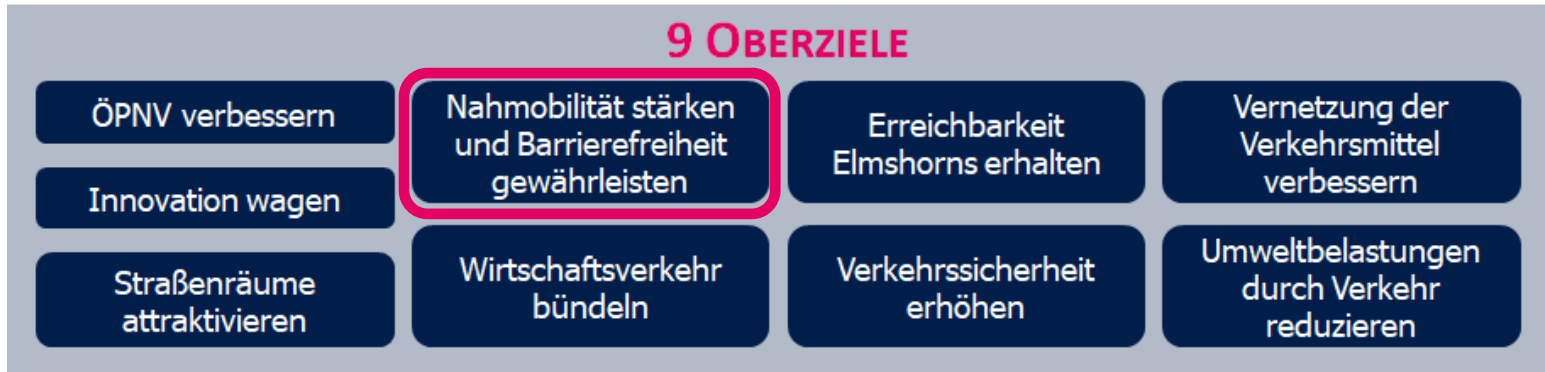 9 OBERZIELE
ÖPNV verbessern
Innovation wagen
Straßenräume
attraktivieren
Nahmobilität stärken
und Barrierefreiheit
gewährleisten
Wirtschaftsverkehr
bündeln
Erreichbarkeit
Elmshorns erhalten
Verkehrssicherheit
erhöhen
Vernetzung der
Verkehrsmittel
verbessern
Umweltbelastungen
durch Verkehr
reduzieren